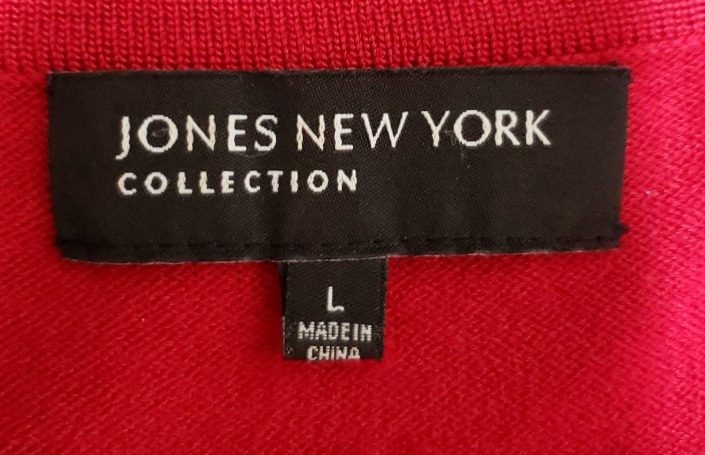 JONES NEW YORK
COLLECTION
L
MADE IN
CHINA